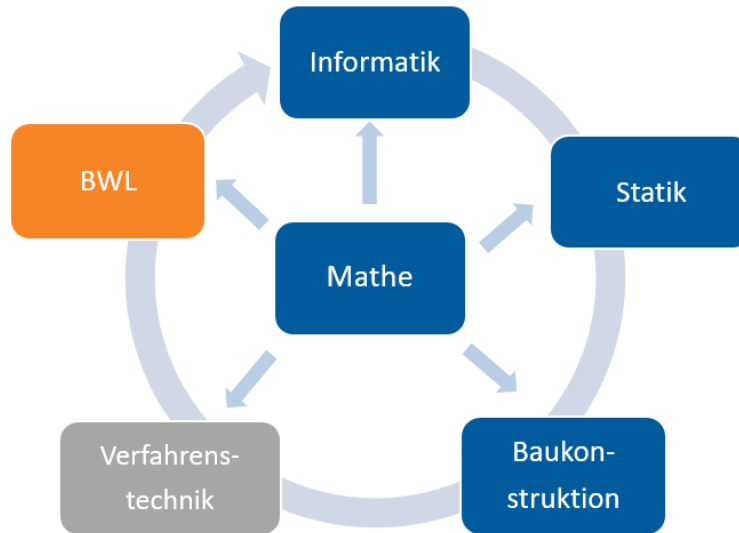 Informatik
BWL
Statik
Mathe
Verfahrens-
technik
Baukon-
struktion